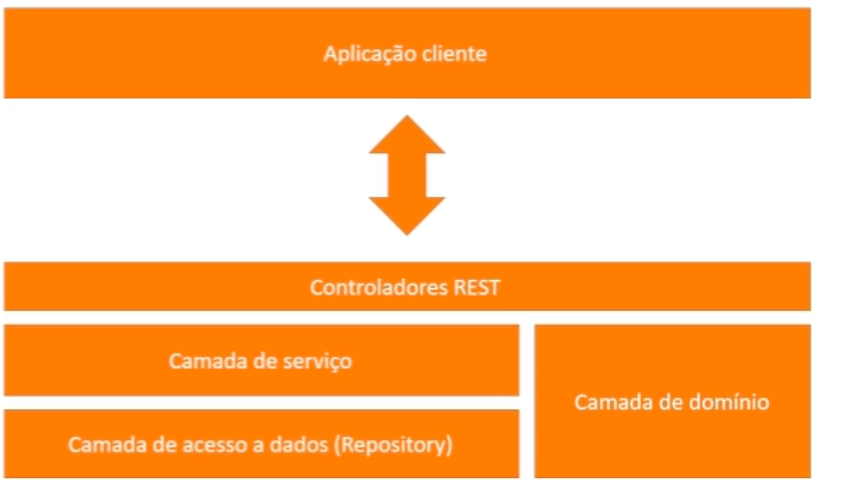 Aplicação cliente
Controladores REST
Camada de serviço
Camada de domínio
Camada de acesso a dados (Repository)